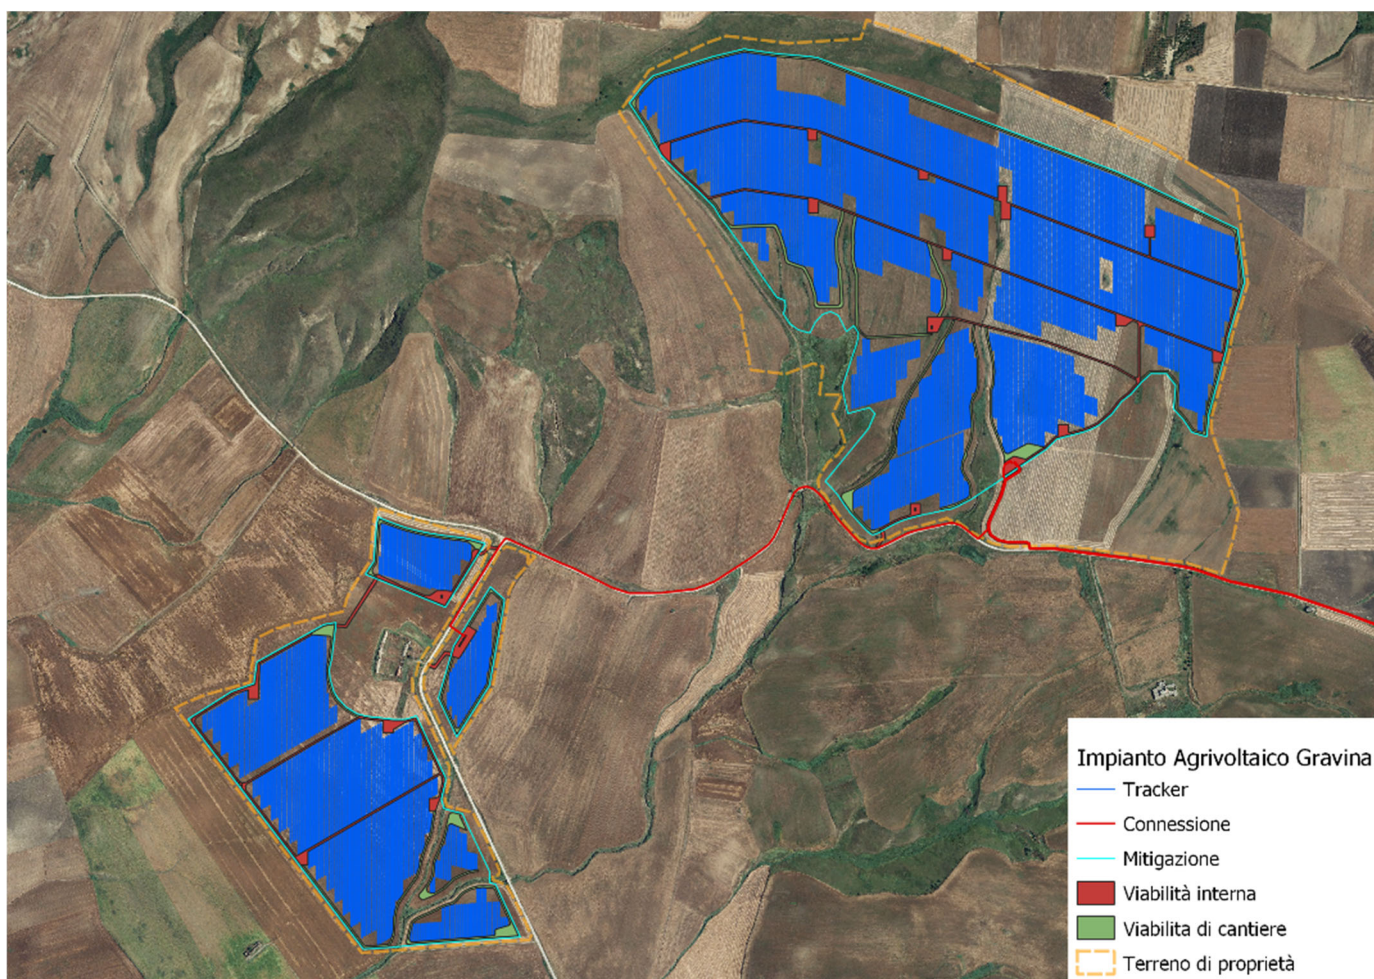 Impianto Agrivoltaico Gravina
Tracker
Connessione
Mitigazione
Viabilità interna
Viabilita di cantiere
Terreno di proprietà